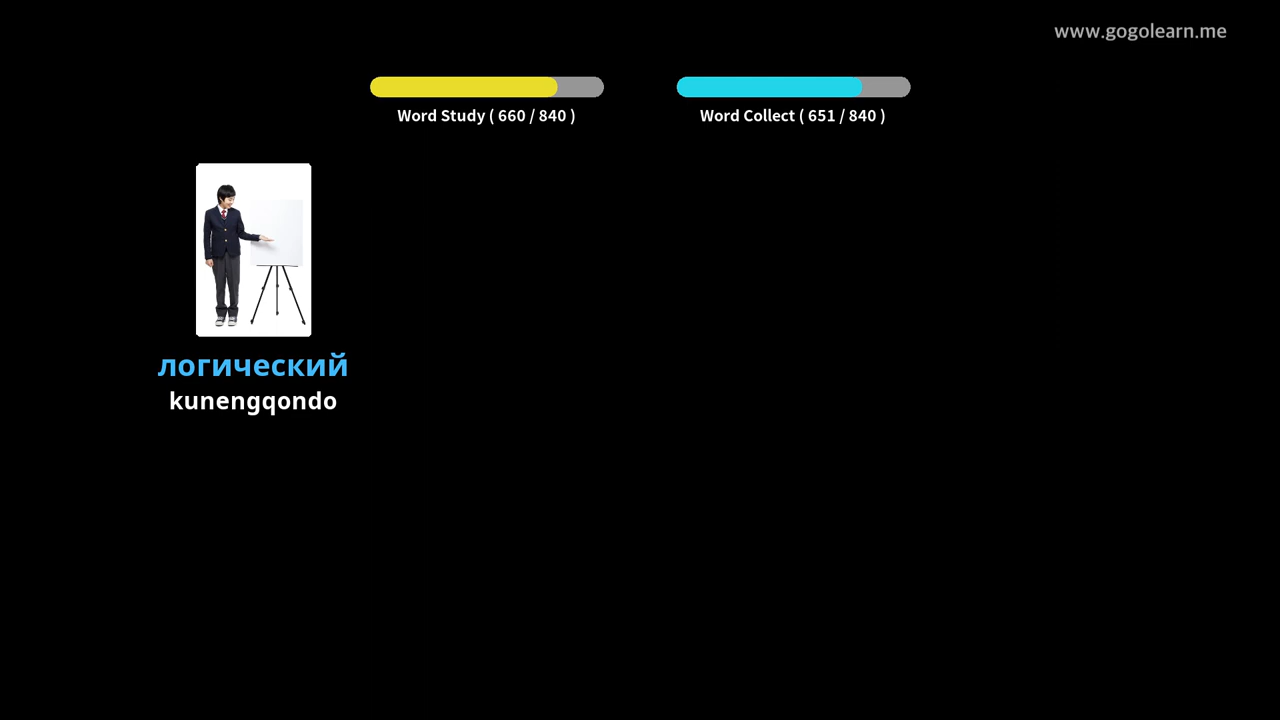 www.gogolearn.me
Word Study ( 660 / 840 )
Word Collect ( 651 / 840 )
логический
kunengqondo